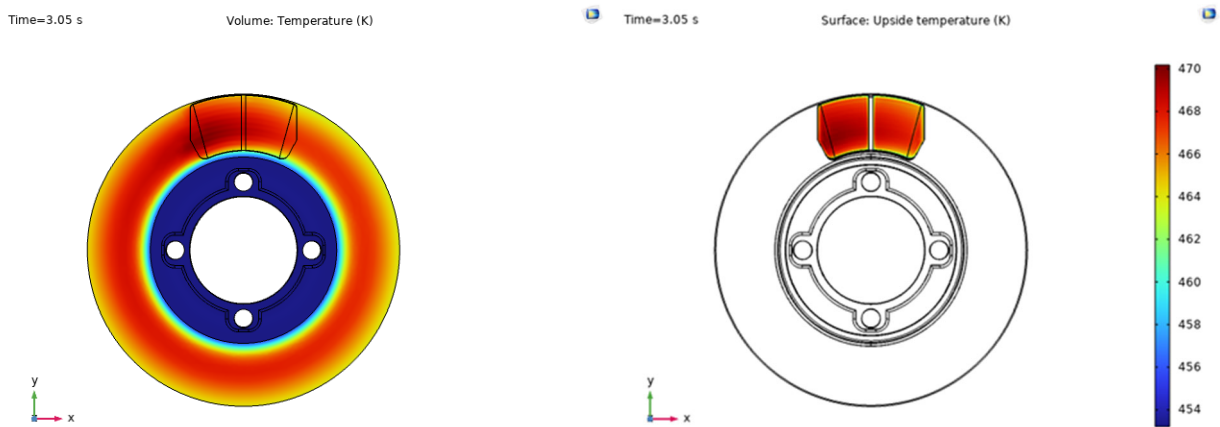 Time=3.05 s
Volume: Temperature (K)
Time=3.05 s
Surface: Upside temperature (K)
470
468
466
464
462
460
458
456
454
y
x
y
x